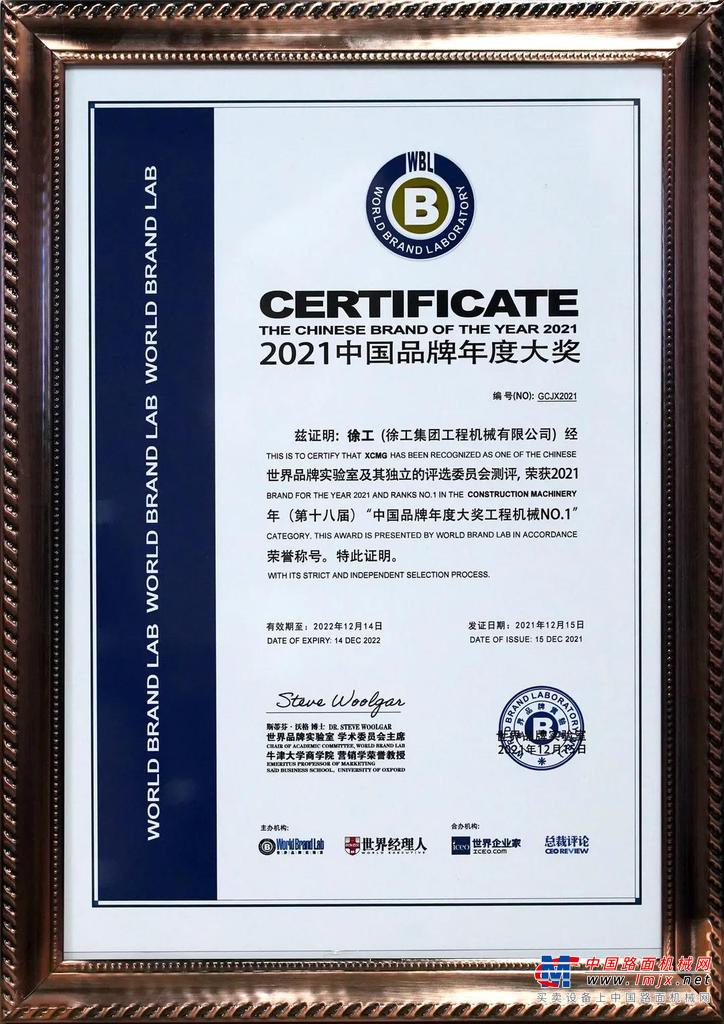 WORLD BRAND LAB WORLD BRAND LAB WORLD BRAND LAB
WBL
B
WORLD BRAND LABORATORY
CERTIFICATE
THE CHINESE BRAND OF THE YEAR 2021
2021中国品牌年度大奖
编 号(NO): GCJX2021
兹证明: 徐工 (徐工集团工程机械有限公司) 经
THIS IS TO CERTIFY THAT XCMG HAS BEEN RECOGNIZED AS ONE OF THE CHINESE
世界品牌实验室及其独立的评选委员会测评, 荣获2021
BRAND FOR THE YEAR 2021 AND RANKS NO.1 IN THE CONSTRUCTION MACHINERY
年（第十八届）“中国品牌年度大奖工程机械NO.1”
CATEGORY. THIS AWARD IS PRESENTED BY WORLD BRAND LAB IN ACCORDANCE
荣誉称号。特此证明。
WITH ITS STRICT AND INDEPENDENT SELECTION PROCESS.
有效期至: 2022年12月14日
DATE OF EXPIRY: 14 DEC 2022
发证日期: 2021年12月15日
DATE OF ISSUE: 15 DEC 2021
Steve Woolgar
斯蒂芬·沃格 博士 DR. STEVE WOOLGAR
世界品牌实验室 学术委员会主席
CHAIR OF ACADEMIC COMMITTEE, WORLD BRAND LAB
牛津大学商学院 营销学荣誉教授
EMERITUS PROFESSOR OF MARKETING
SAID BUSINESS SCHOOL, UNIVERSITY OF OXFORD
WORLD BRAND LABORATORY
B
世界品牌实验室
2021年12月15日
主办机构:
World Brand Lab
世界品牌实验室
世界经理人
WORLD EXECUTIVE
合办机构:
iceo 世界企业家
ICEO.COM
总裁评论
CEO REVIEW
中国路面机械网
www.lmjx.net
买卖设备上中国路面机械网